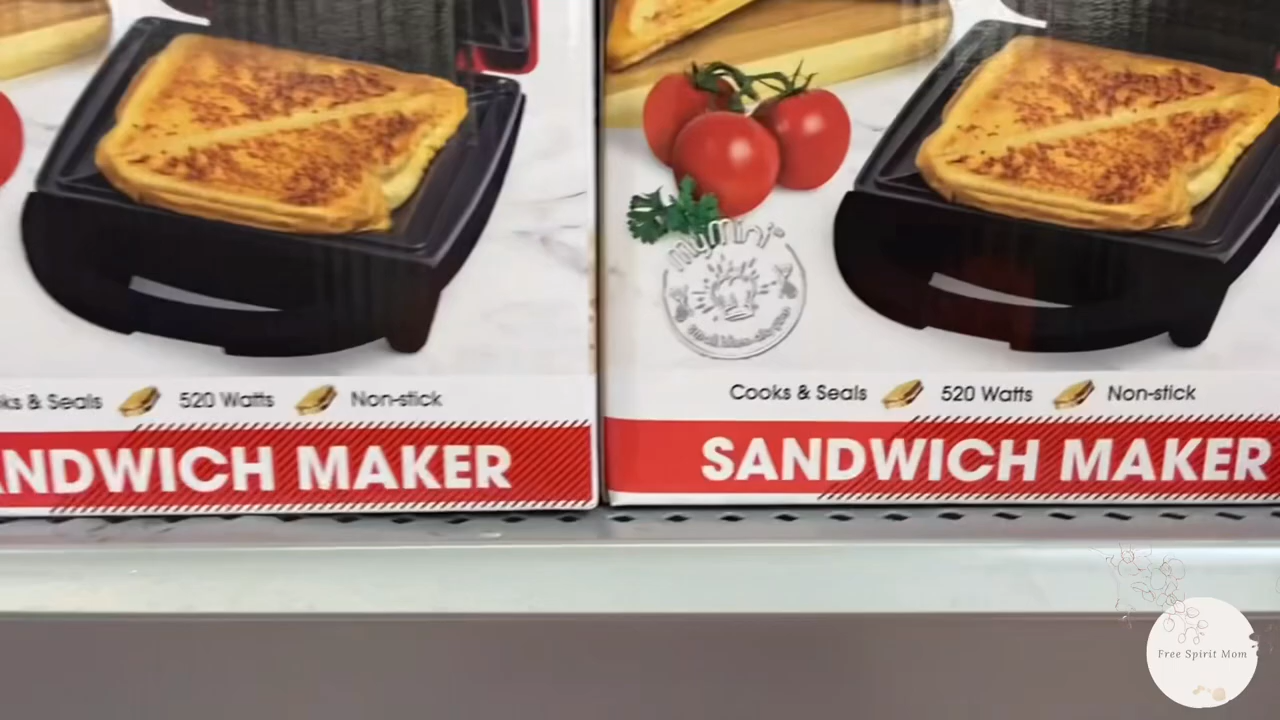 MyMini
ks & Seals 520 Watts Non-stick
NDWICH MAKER
Cooks & Seals 520 Watts Non-stick
SANDWICH MAKER
Free Spirit Mom